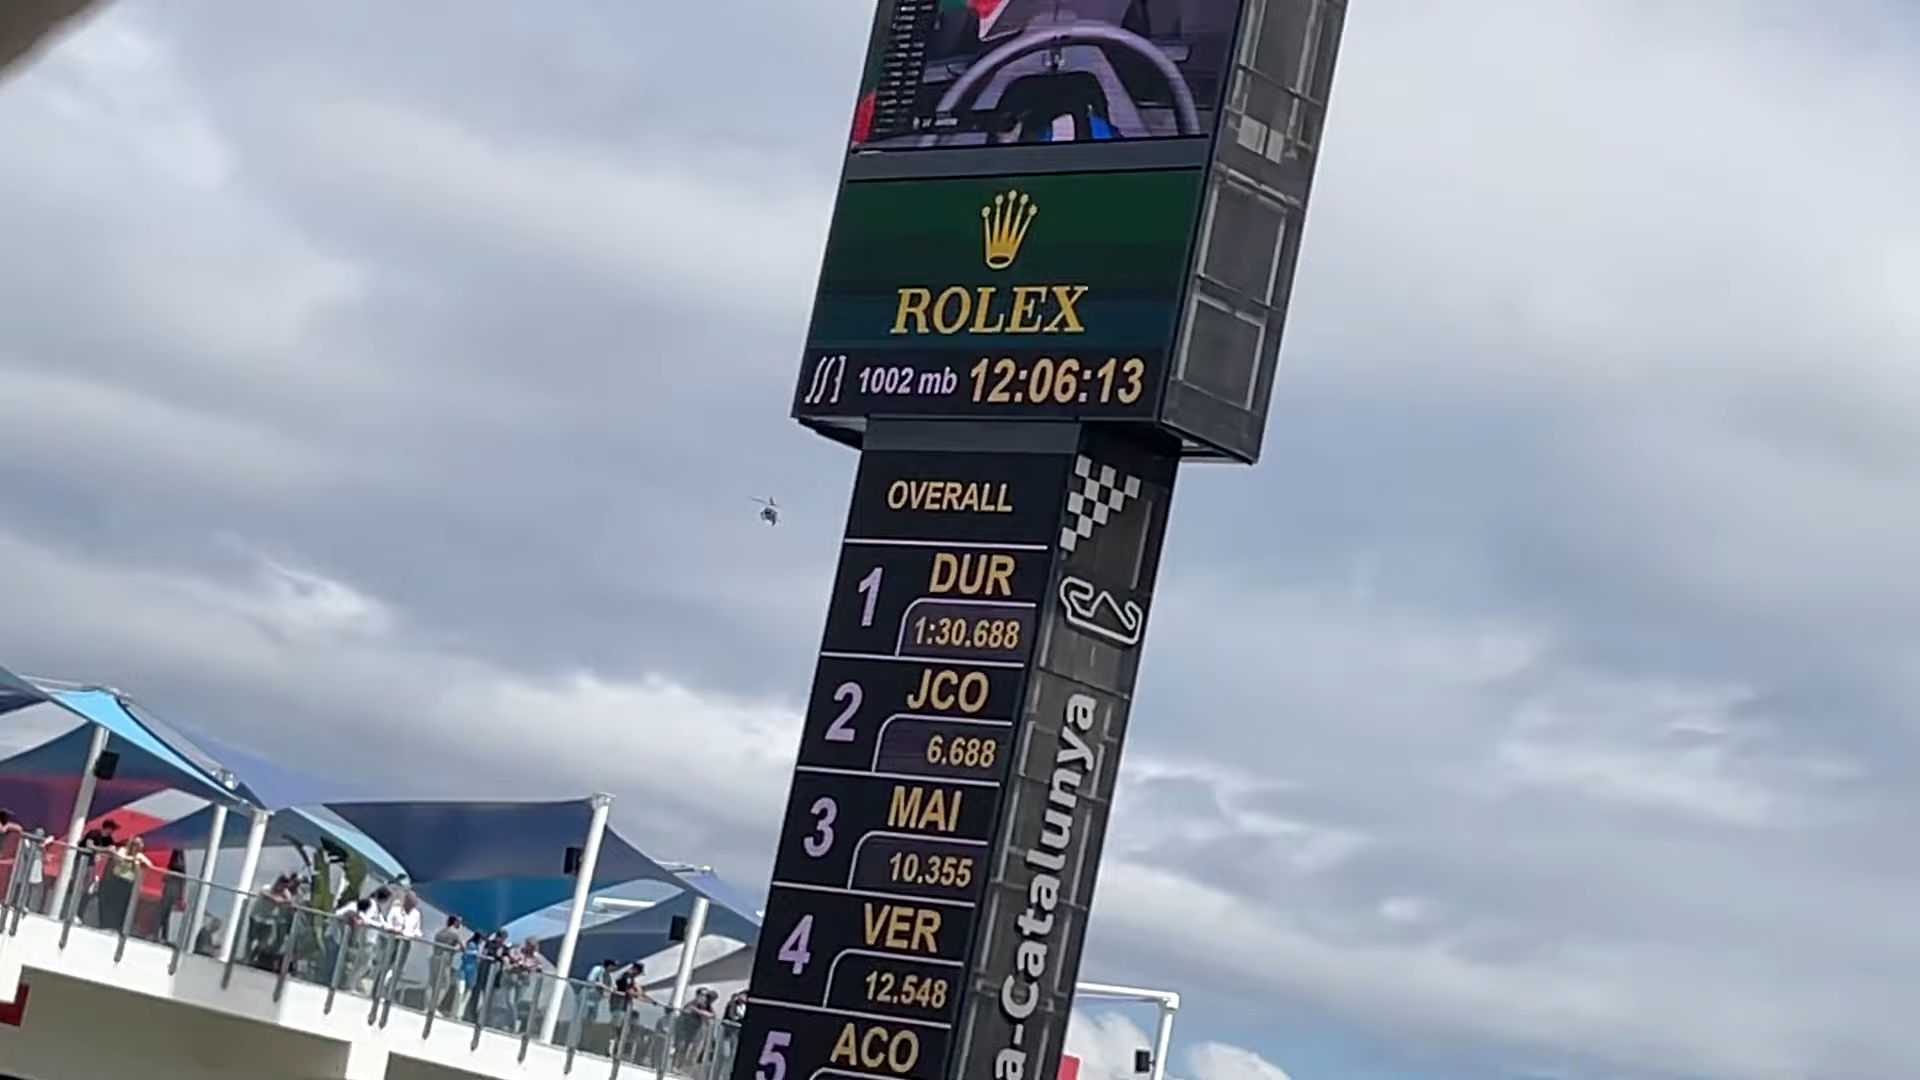 ROLEX
1002 mb 12:06:13
OVERALL
1 DUR
1:30.688
2 JCO
6.688
3 MAI
10.355
4 VER
12.548
5 ACO
a-Catalunya